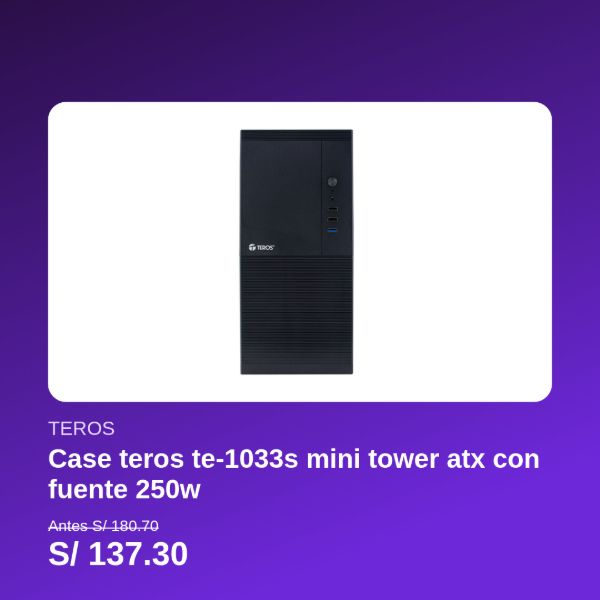 TEROS
TEROS
Case teros te-1033s mini tower atx con
fuente 250w
Antes S/ 180.70
S/ 137.30